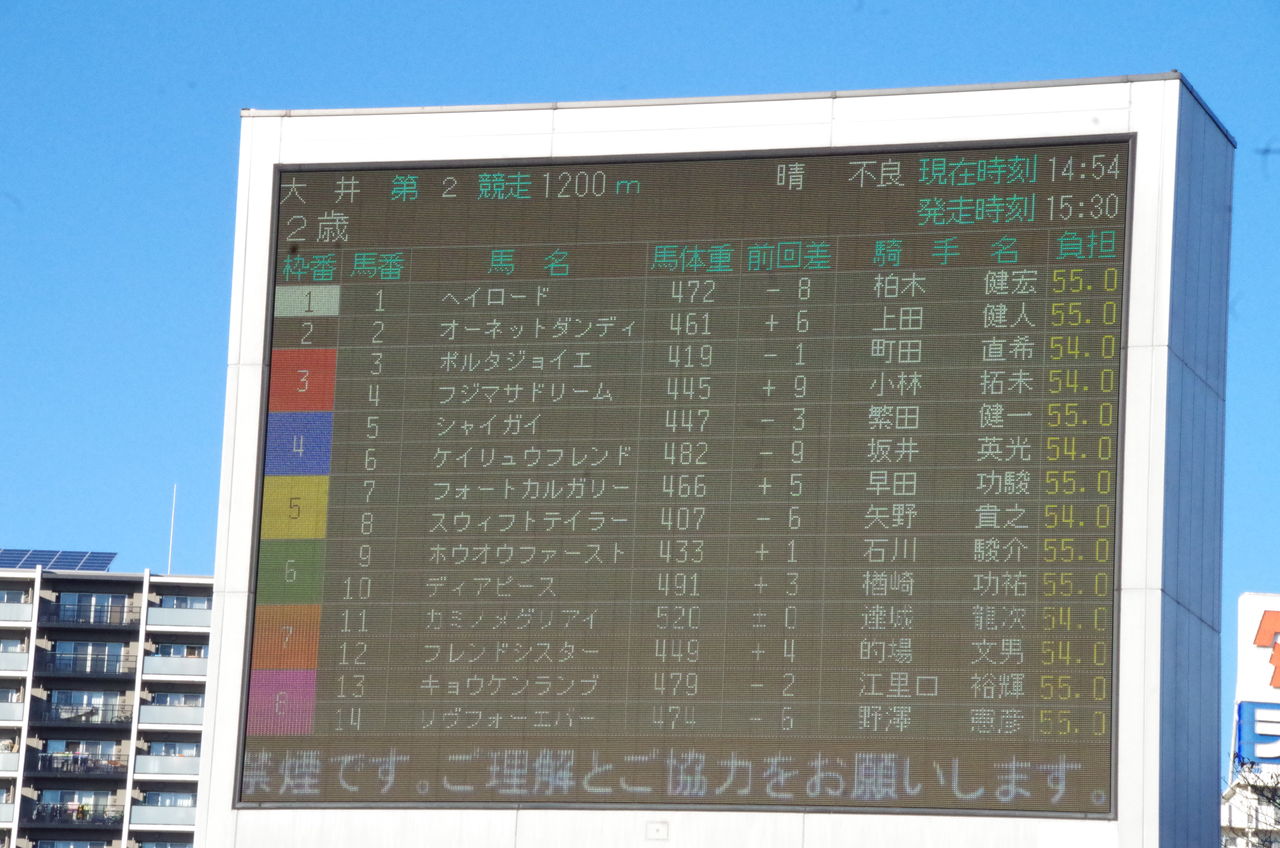 大 井 第 2 競走 1200 m 晴 不良 現在時刻 14:54
2歳 発走時刻 15:30
枠番 馬番 馬 名 馬体重 前回差 騎 手 名 負担
1 1 ヘイロード 472 - 8 柏木 健宏 55.0
2 2 オーネットダンディ 461 + 6 上田 健人 55.0
3 3 ポルタジョイエ 419 - 1 町田 直希 54.0
4 フジマサドリーム 445 + 9 小林 拓未 54.0
4 5 シャイガイ 447 - 3 繁田 健一 55.0
6 ケイリュウフレンド 482 - 9 坂井 英光 54.0
5 7 フォートカルガリー 466 + 5 早田 功駿 55.0
8 スウィフトテイラー 407 - 6 矢野 貴之 54.0
6 9 ホウオウファースト 433 + 1 石川 駿介 55.0
10 ディアピース 491 + 3 楢崎 功祐 55.0
7 11 カミノメグリアイ 520 ± 0 達城 龍次 54.0
12 フレンドシスター 449 + 4 的場 文男 54.0
8 13 キョウケンランブ 479 - 2 江里口 裕輝 55.0
14 リヴフォーエバー 474 - 6 野澤 憲彦 55.0
禁煙です。ご理解とご協力をお願いします。